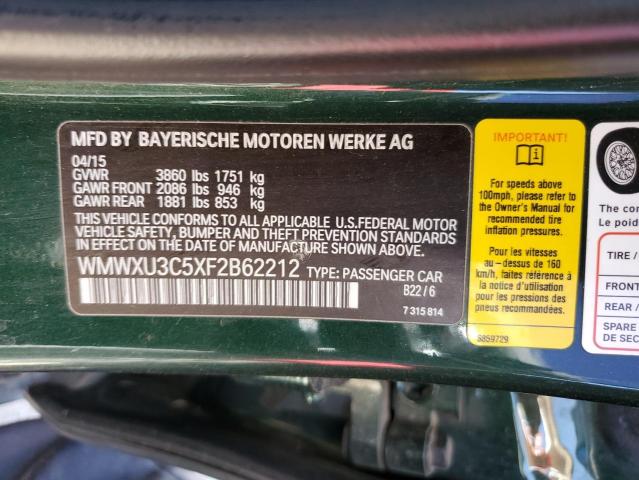 MFD BY BAYERISCHE MOTOREN WERKE AG
04/15
GVWR 3860 lbs 1751 kg
GAWR FRONT 2086 lbs 946 kg
GAWR REAR 1881 lbs 853 kg
THIS VEHICLE CONFORMS TO ALL APPLICABLE U.S.FEDERAL MOTOR
VEHICLE SAFETY, BUMPER AND THEFT PREVENTION STANDARDS
IN EFFECT ON THE DATE OF MANUFACTURE SHOWN ABOVE.
WMWXU3C5XF2B62212 TYPE: PASSENGER CAR
B22/6
7 315 814
IMPORTANT!
For speeds above
100mph, please refer to
the Owner's Manual for
recommended tire
inflation pressures.
Pour les vitesses
au-dessus de 160
km/h, faites référence à
la notice d'utilisation
pour les pressions des
pneus recommandées.
6859729
The
Le poid
TIRE /
FRONT
REAR /
SPARE
DE SEC